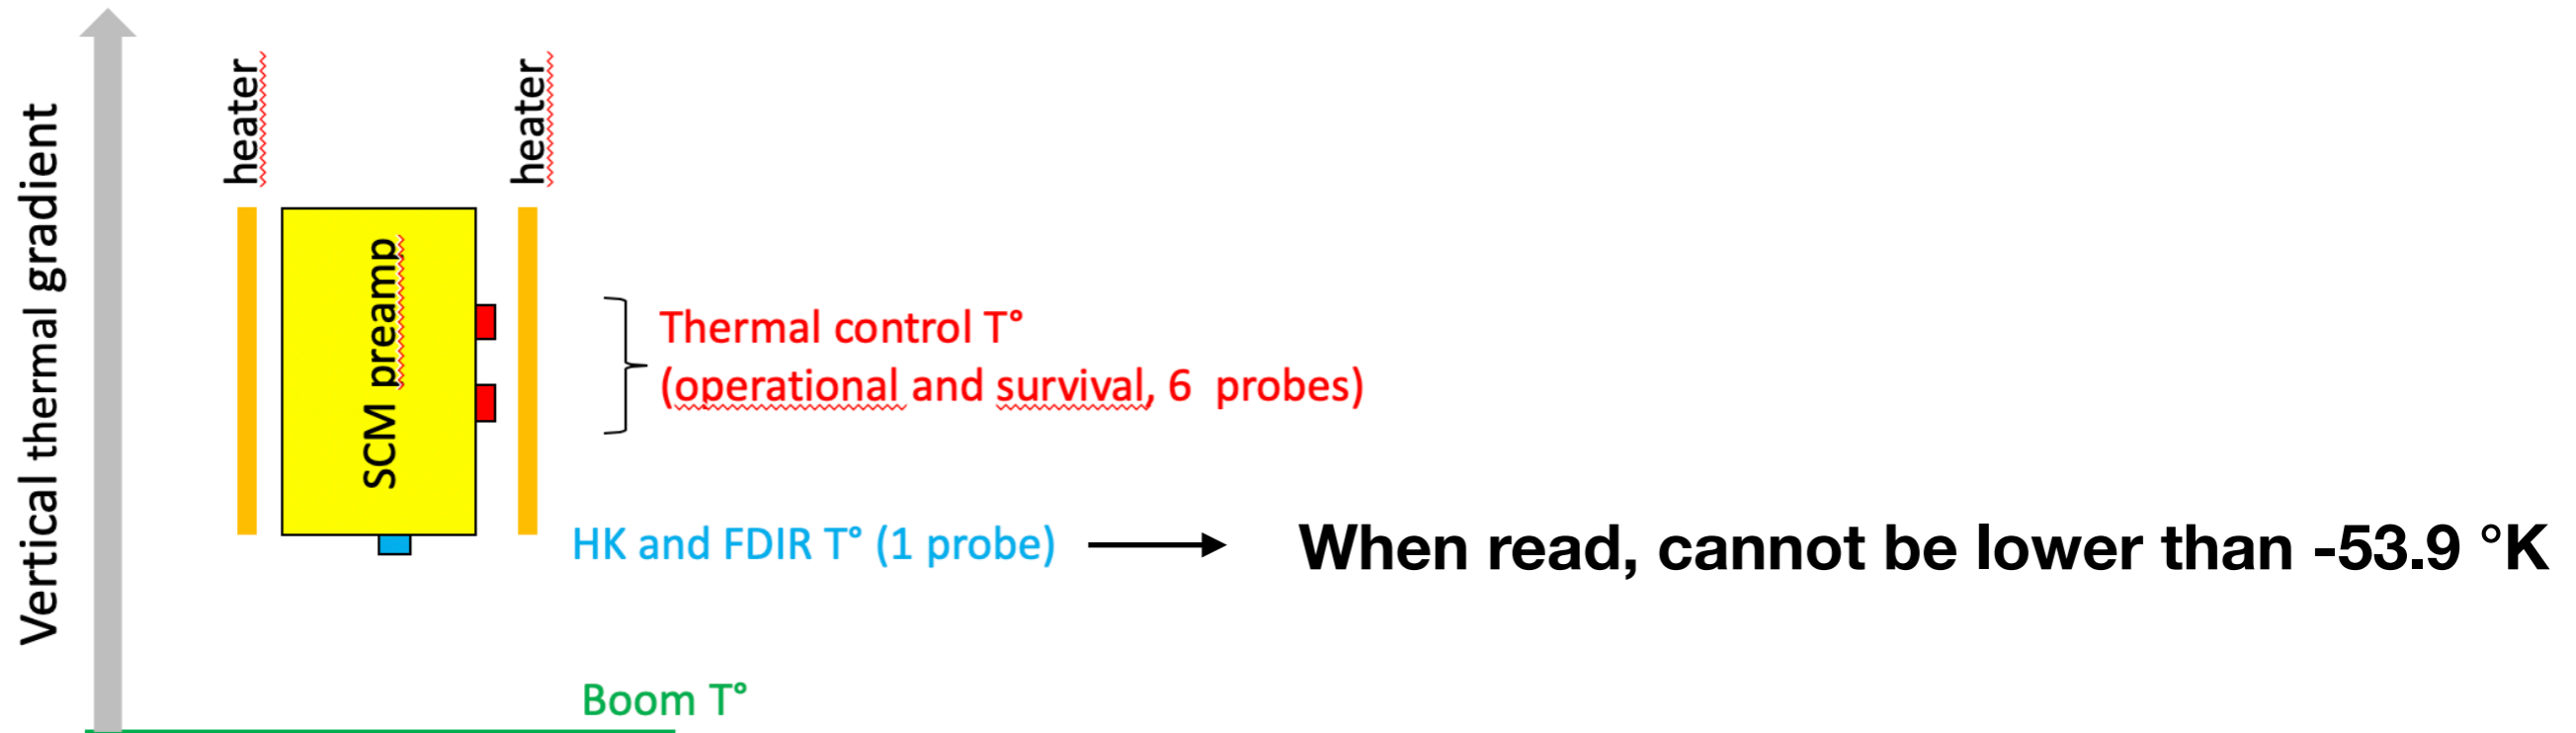 Vertical thermal gradient
heater
heater
SCM preamp
Thermal control T°
(operational and survival, 6 probes)
HK and FDIR T° (1 probe)
When read, cannot be lower than -53.9 °K
Boom T°